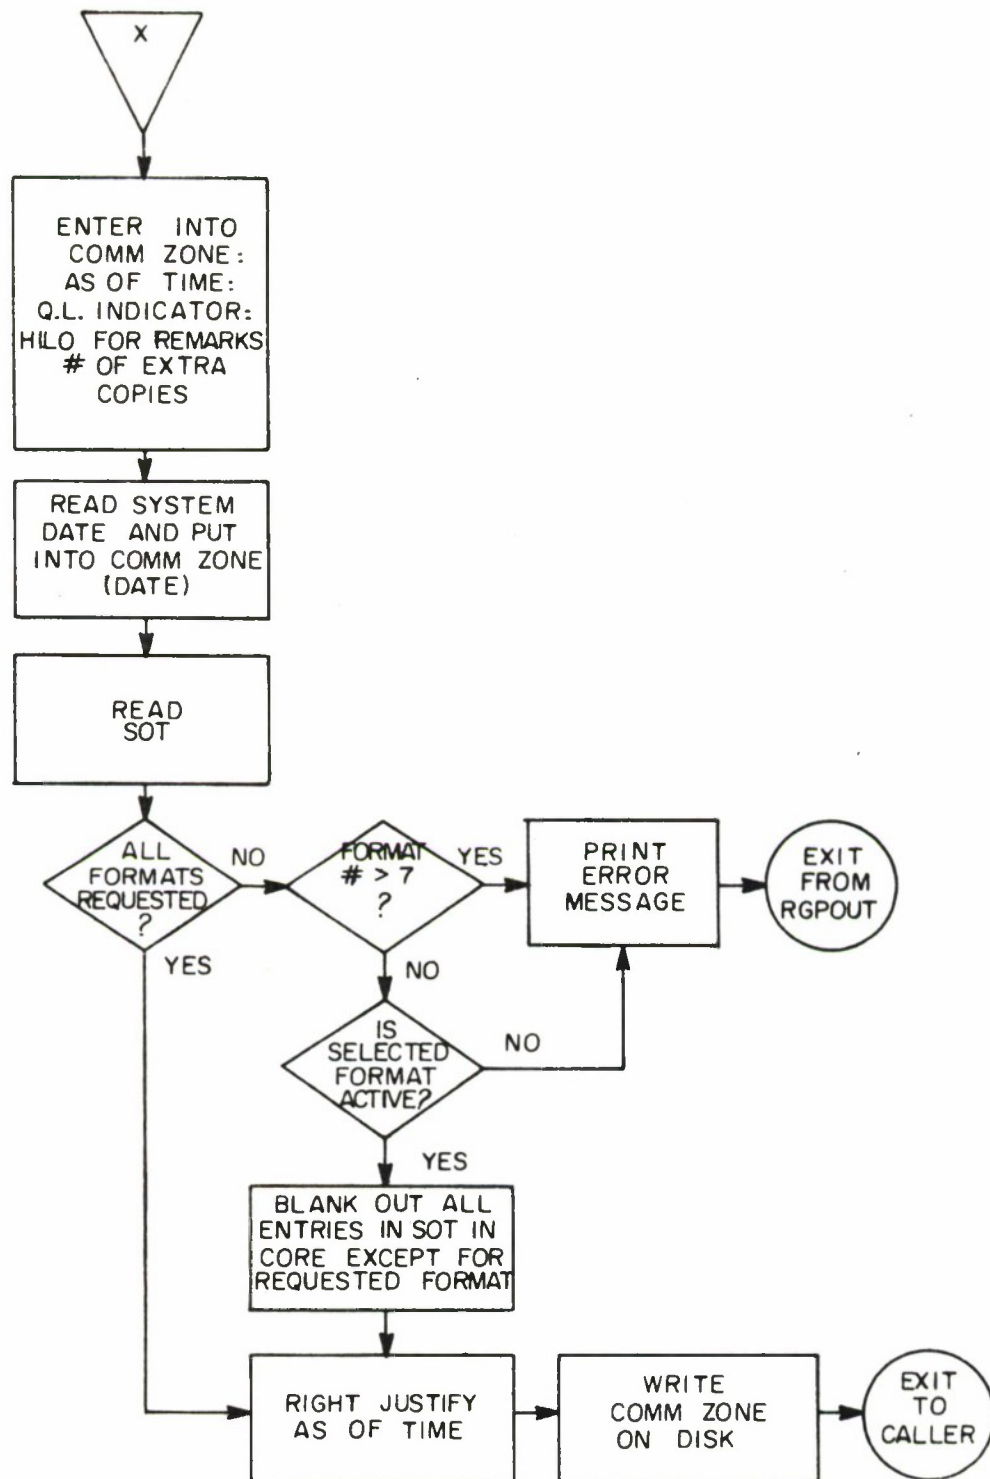 X
ENTER INTO
COMM ZONE:
AS OF TIME:
Q.L. INDICATOR:
HILO FOR REMARKS
# OF EXTRA
COPIES
READ SYSTEM
DATE AND PUT
INTO COMM ZONE
(DATE)
READ
SOT
ALL
FORMATS
REQUESTED
?
NO
YES
FORMAT
# > 7
?
YES
NO
PRINT
ERROR
MESSAGE
EXIT
FROM
RGPOUT
IS
SELECTED
FORMAT
ACTIVE?
NO
YES
BLANK OUT ALL
ENTRIES IN SOT IN
CORE EXCEPT FOR
REQUESTED FORMAT
RIGHT JUSTIFY
AS OF TIME
WRITE
COMM ZONE
ON DISK
EXIT
TO
CALLER